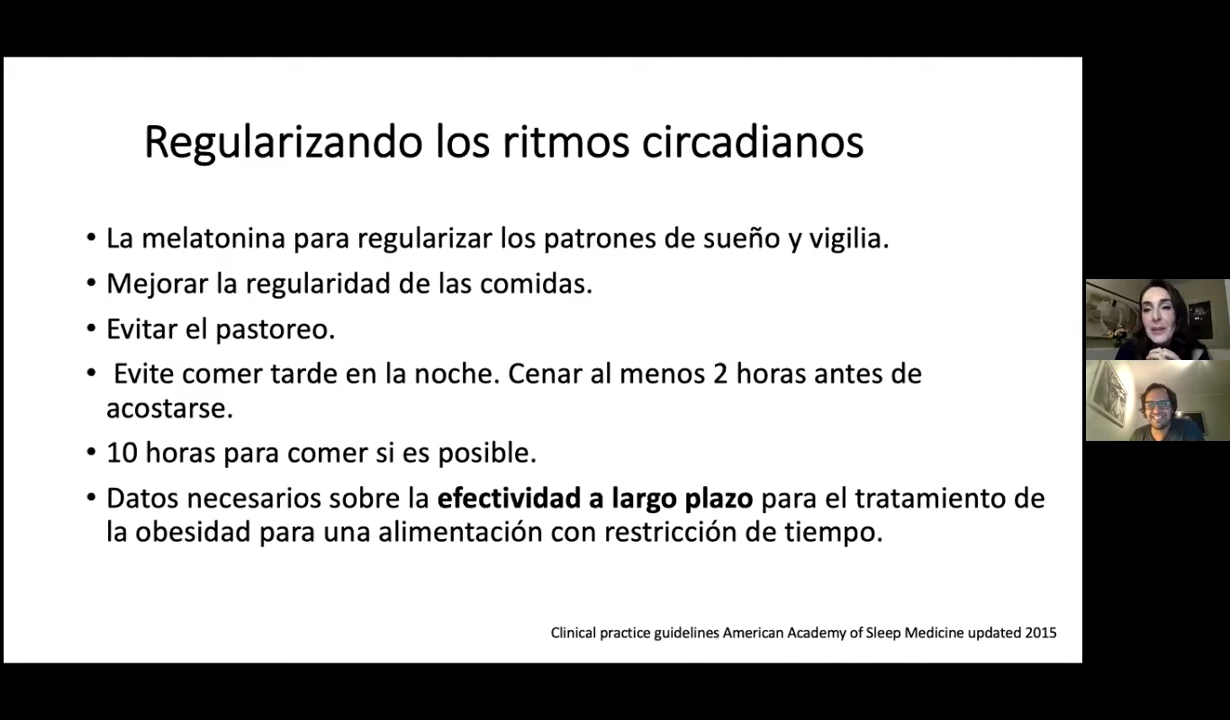 Regularizando los ritmos circadianos
• La melatonina para regularizar los patrones de sueño y vigilia.
• Mejorar la regularidad de las comidas.
• Evitar el pastoreo.
• Evite comer tarde en la noche. Cenar al menos 2 horas antes de
acostarse.
• 10 horas para comer si es posible.
• Datos necesarios sobre la efectividad a largo plazo para el tratamiento de
la obesidad para una alimentación con restricción de tiempo.
Clinical practice guidelines American Academy of Sleep Medicine updated 2015